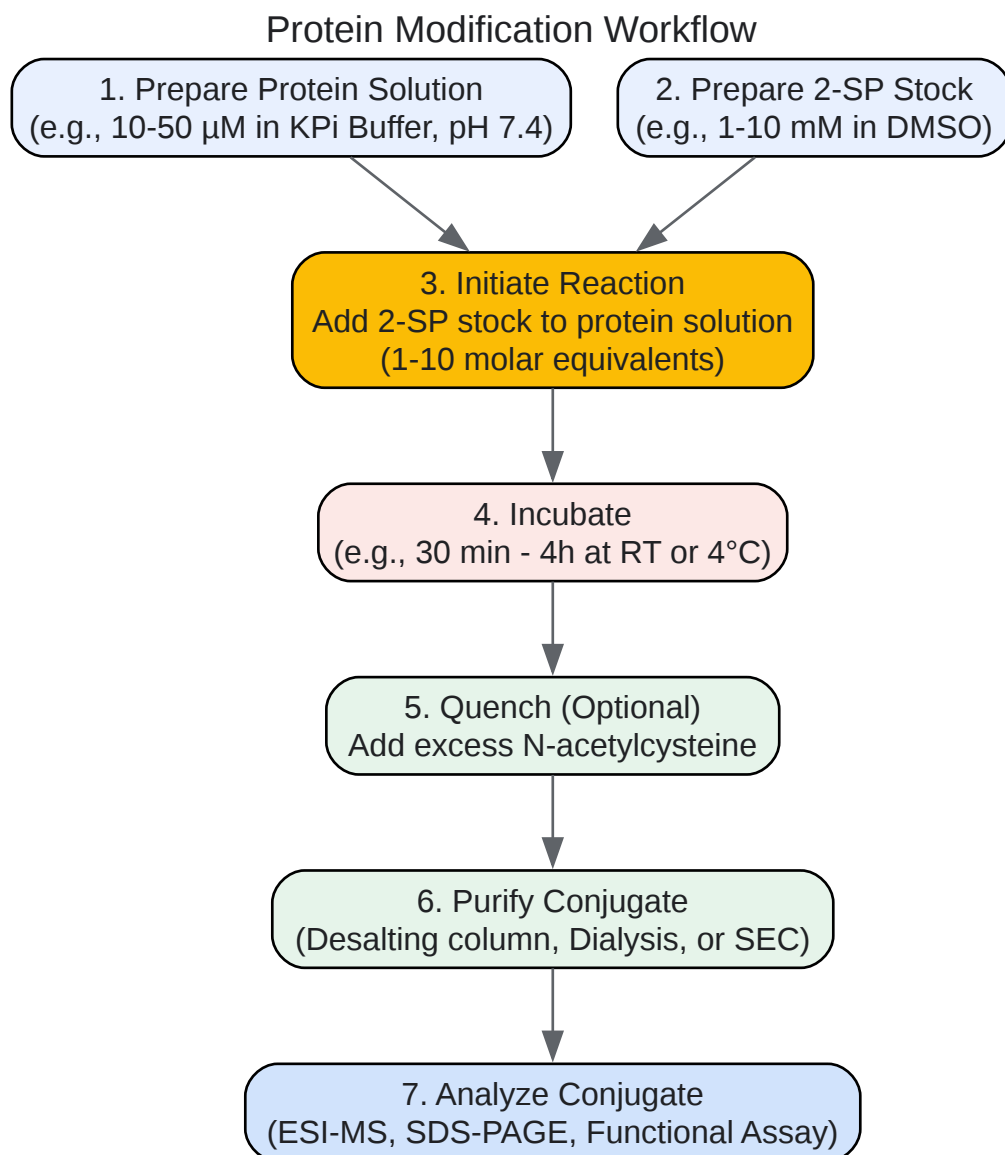 Protein Modification Workflow
1. Prepare Protein Solution
(e.g., 10-50 µM in KPi Buffer, pH 7.4)
2. Prepare 2-SP Stock
(e.g., 1-10 mM in DMSO)
3. Initiate Reaction
Add 2-SP stock to protein solution
(1-10 molar equivalents)
4. Incubate
(e.g., 30 min - 4h at RT or 4°C)
5. Quench (Optional)
Add excess N-acetylcysteine
6. Purify Conjugate
(Desalting column, Dialysis, or SEC)
7. Analyze Conjugate
(ESI-MS, SDS-PAGE, Functional Assay)